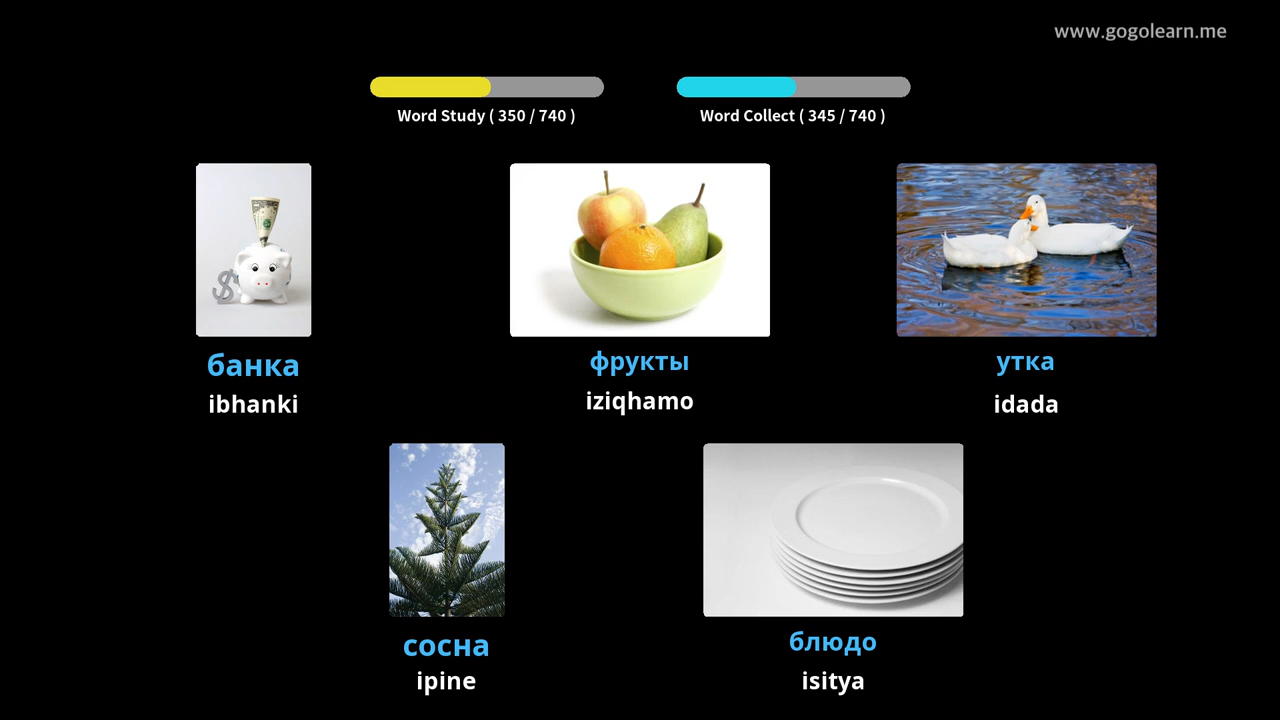 www.gogolearn.me
Word Study ( 350 / 740 )
Word Collect ( 345 / 740 )
банка
ibhanki
фрукты
iziqhamo
утка
idada
сосна
ipine
блюдо
isitya